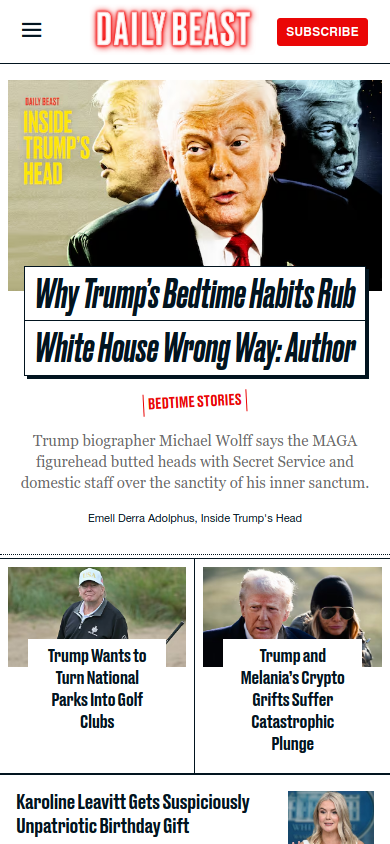 DAILY BEAST
SUBSCRIBE
DAILY BEAST
INSIDE
TRUMP'S
HEAD
Why Trump's Bedtime Habits Rub
White House Wrong Way: Author
BEDTIME STORIES
Trump biographer Michael Wolff says the MAGA
figurehead butted heads with Secret Service and
domestic staff over the sanctity of his inner sanctum.
Emell Derra Adolphus, Inside Trump's Head
Trump Wants to
Turn National
Parks Into Golf
Clubs
Trump and
Melania's Crypto
Grifts Suffer
Catastrophic
Plunge
Karoline Leavitt Gets Suspiciously
Unpatriotic Birthday Gift